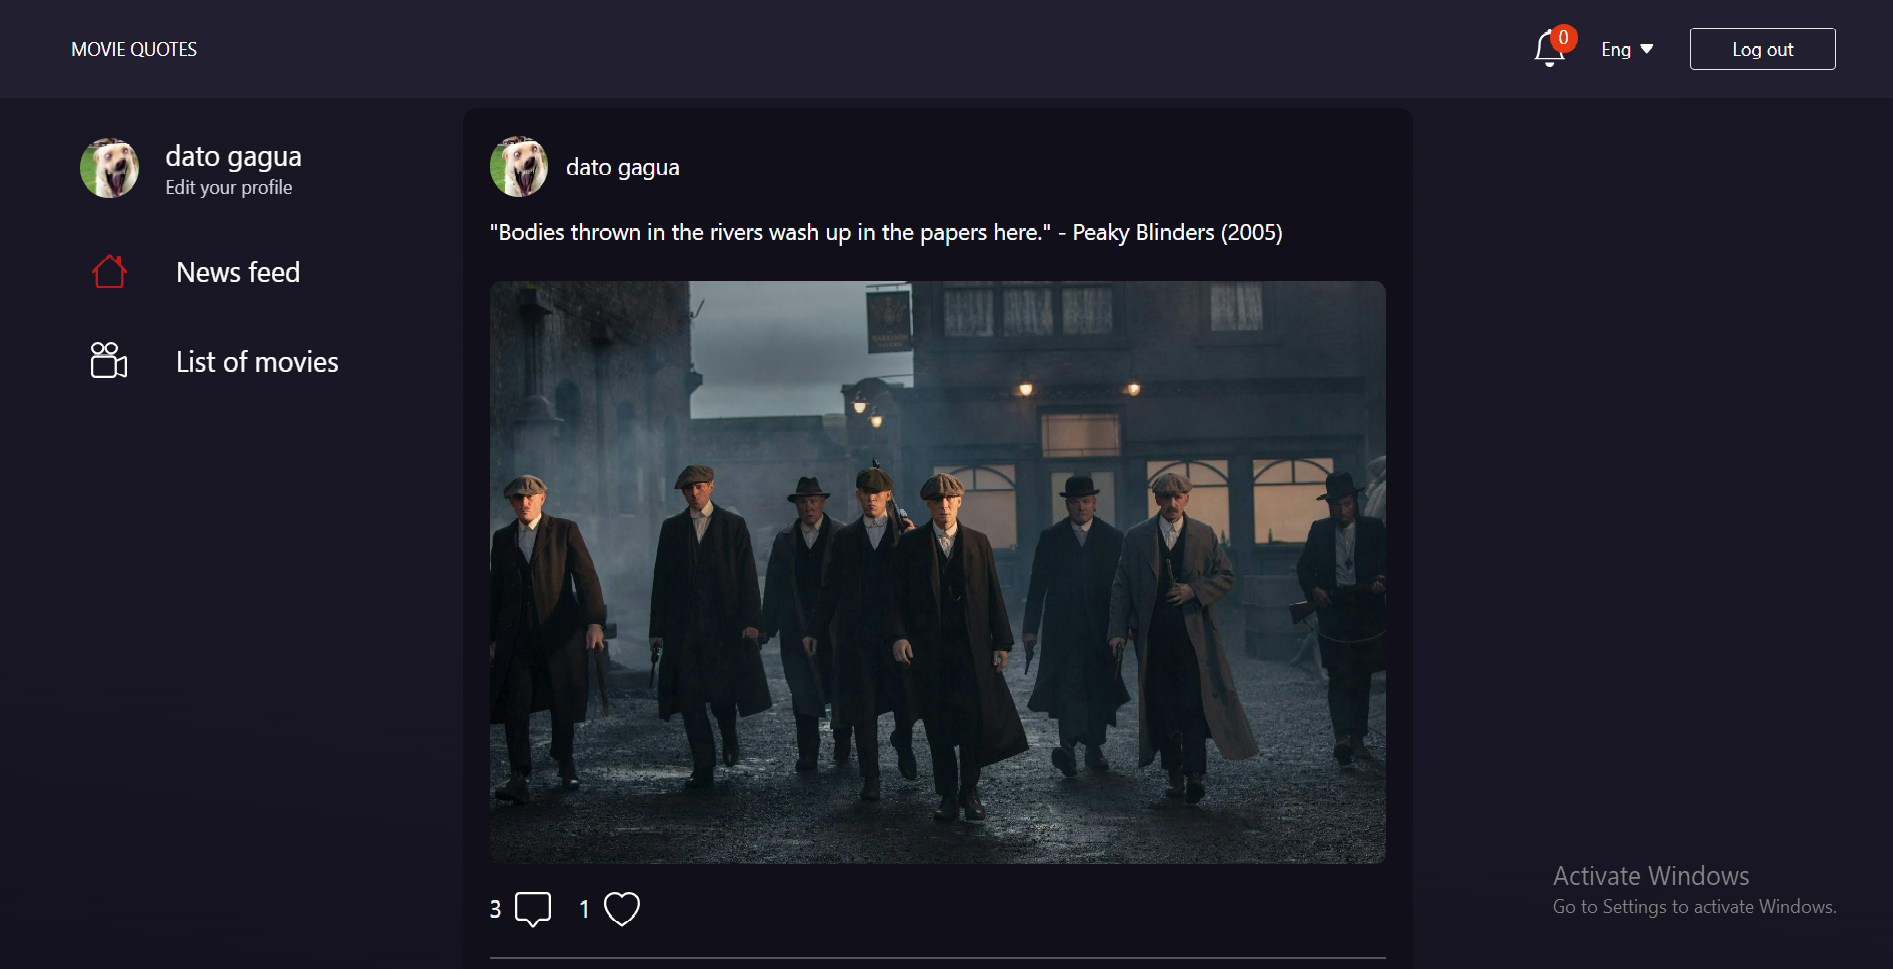 MOVIE QUOTES
0
Eng
Log out
dato gagua
Edit your profile
News feed
List of movies
dato gagua
"Bodies thrown in the rivers wash up in the papers here." - Peaky Blinders (2005)
GARRISON
TAVERN
3
1
Activate Windows
Go to Settings to activate Windows.